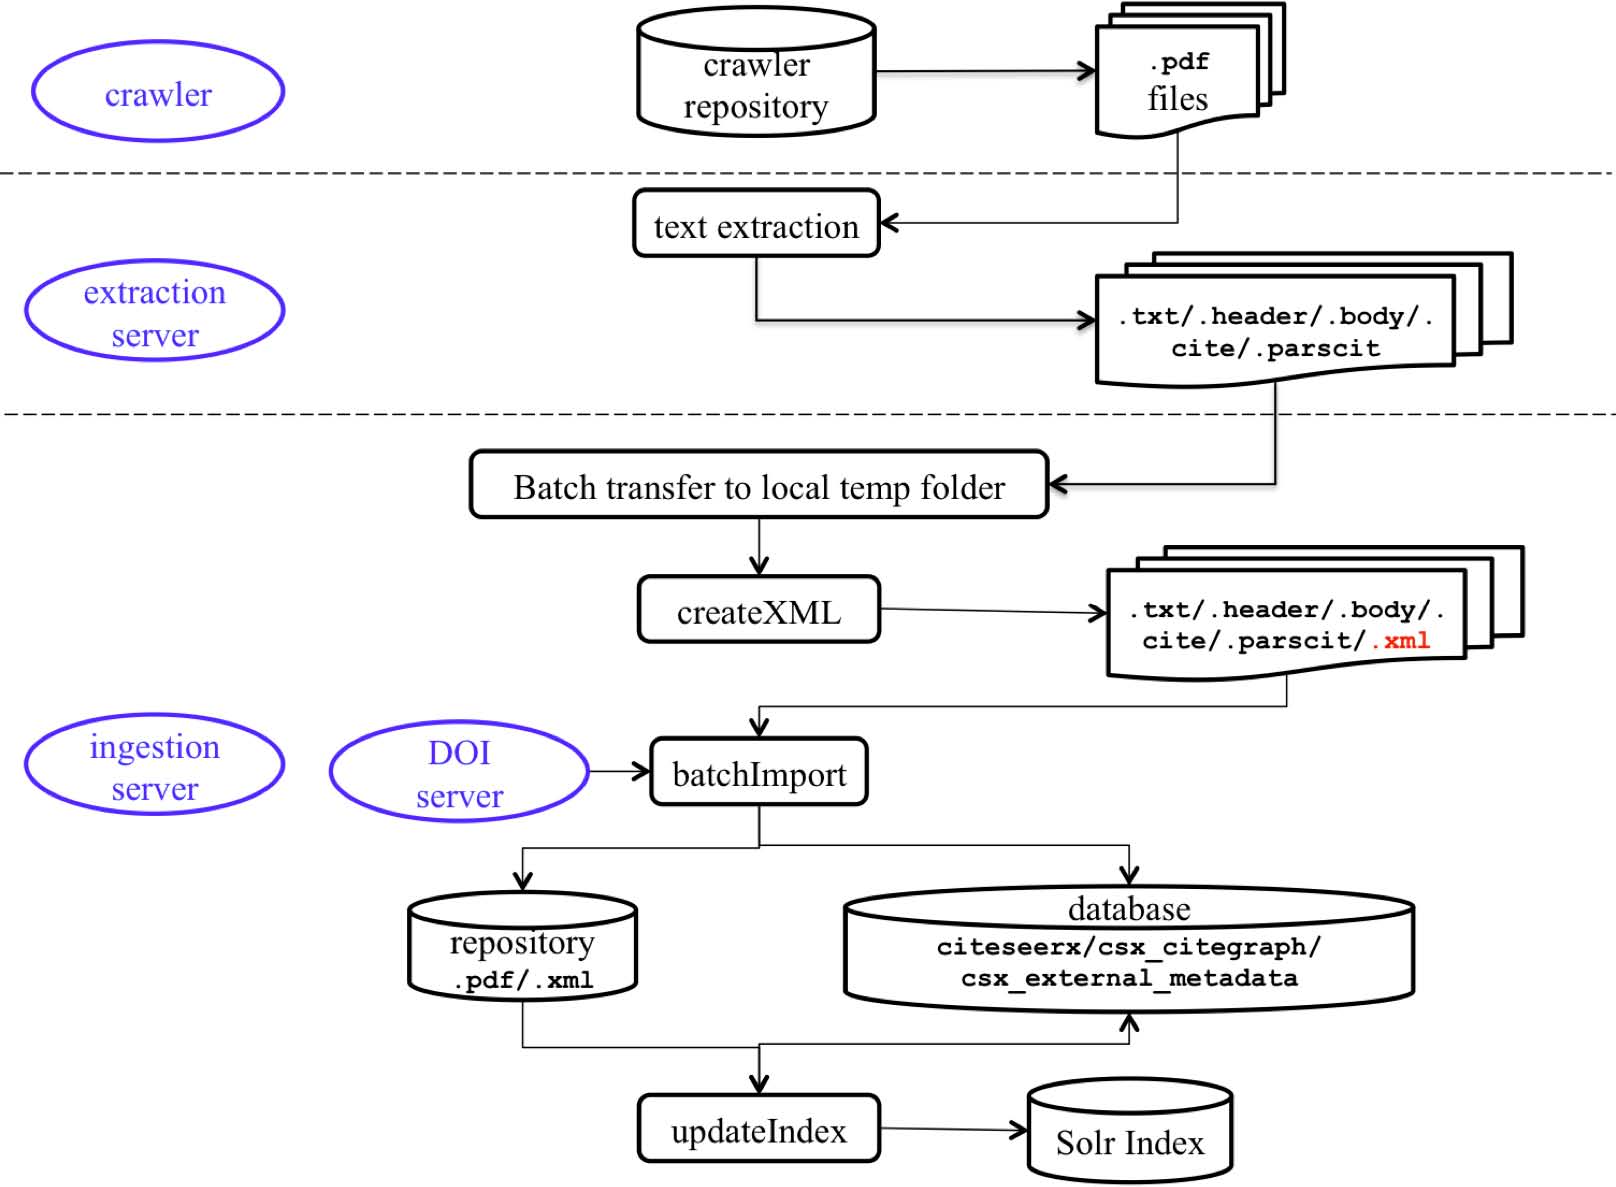 crawler
crawler
repository
.pdf
files
text extraction
extraction
server
.txt/.header/.body/.
cite/.parscit
Batch transfer to local temp folder
createXML
.txt/.header/.body/.
cite/.parscit/.xml
ingestion
server
DOI
server
batchImport
repository
.pdf/.xml
database
citeseerx/csx_citegraph/
csx_external_metadata
updateIndex
Solr Index